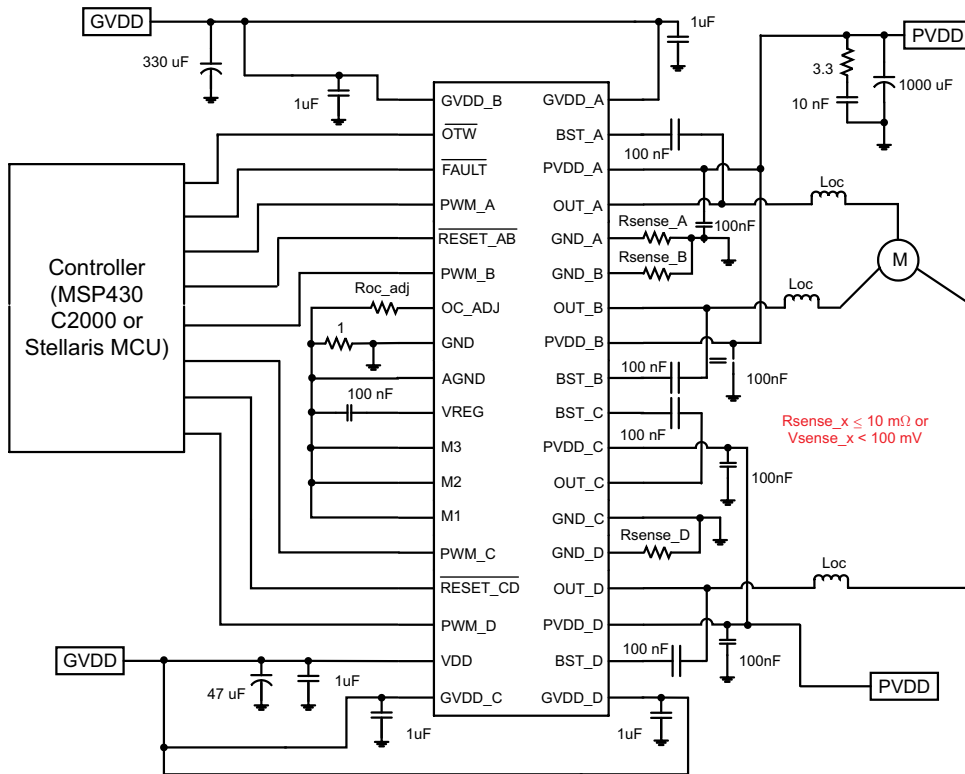 GVDD
330 uF
1uF
1uF
PVDD
3.3
10 nF
1000 uF
Controller
(MSP430
C2000 or
Stellaris MCU)
GVDD_B
OTW
FAULT
PWM_A
RESET_AB
PWM_B
OC_ADJ
GND
AGND
VREG
M3
M2
M1
PWM_C
RESET_CD
PWM_D
VDD
GVDD_C
GVDD_A
BST_A
PVDD_A
OUT_A
GND_A
GND_B
OUT_B
PVDD_B
BST_B
BST_C
PVDD_C
OUT_C
GND_C
GND_D
OUT_D
PVDD_D
BST_D
GVDD_D
Roc_adj
1
100 nF
100 nF
100nF
Rsense_A
Rsense_B
Loc
M
Loc
100 nF
100nF
100 nF
100nF
Rsense_x ≤ 10 mΩ or
Vsense_x < 100 mV
Rsense_D
Loc
100 nF
100nF
PVDD
GVDD
47 uF
1uF
1uF
1uF